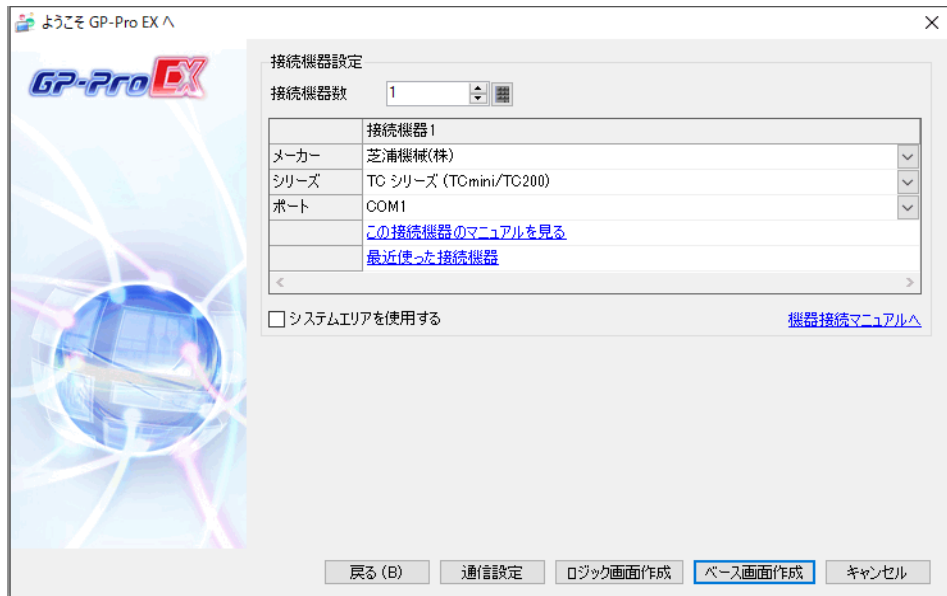 ようこそ GP-Pro EX へ
GP-Pro EX
接続機器設定
接続機器数 1
接続機器1
メーカー 芝浦機械(株)
シリーズ TC シリーズ (TCmini/TC200)
ポート COM1
この接続機器のマニュアルを見る
最近使った接続機器
システムエリアを使用する 機器接続マニュアルへ
戻る (B) 通信設定 ロジック画面作成 ベース画面作成 キャンセル